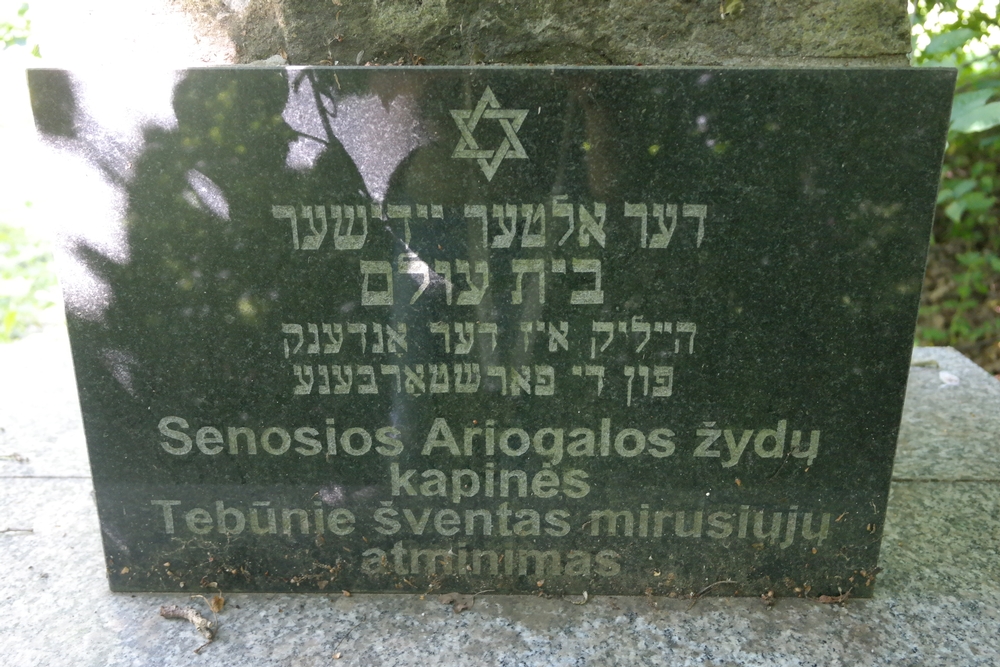 דער אלטער יידישער
בית עולם
הייליק איז דער אנדענק
פון די פארשטארבענע
Senosios Ariogalos žydų
kapinės
Tebūnie šventas mirusiųjų
atminimas